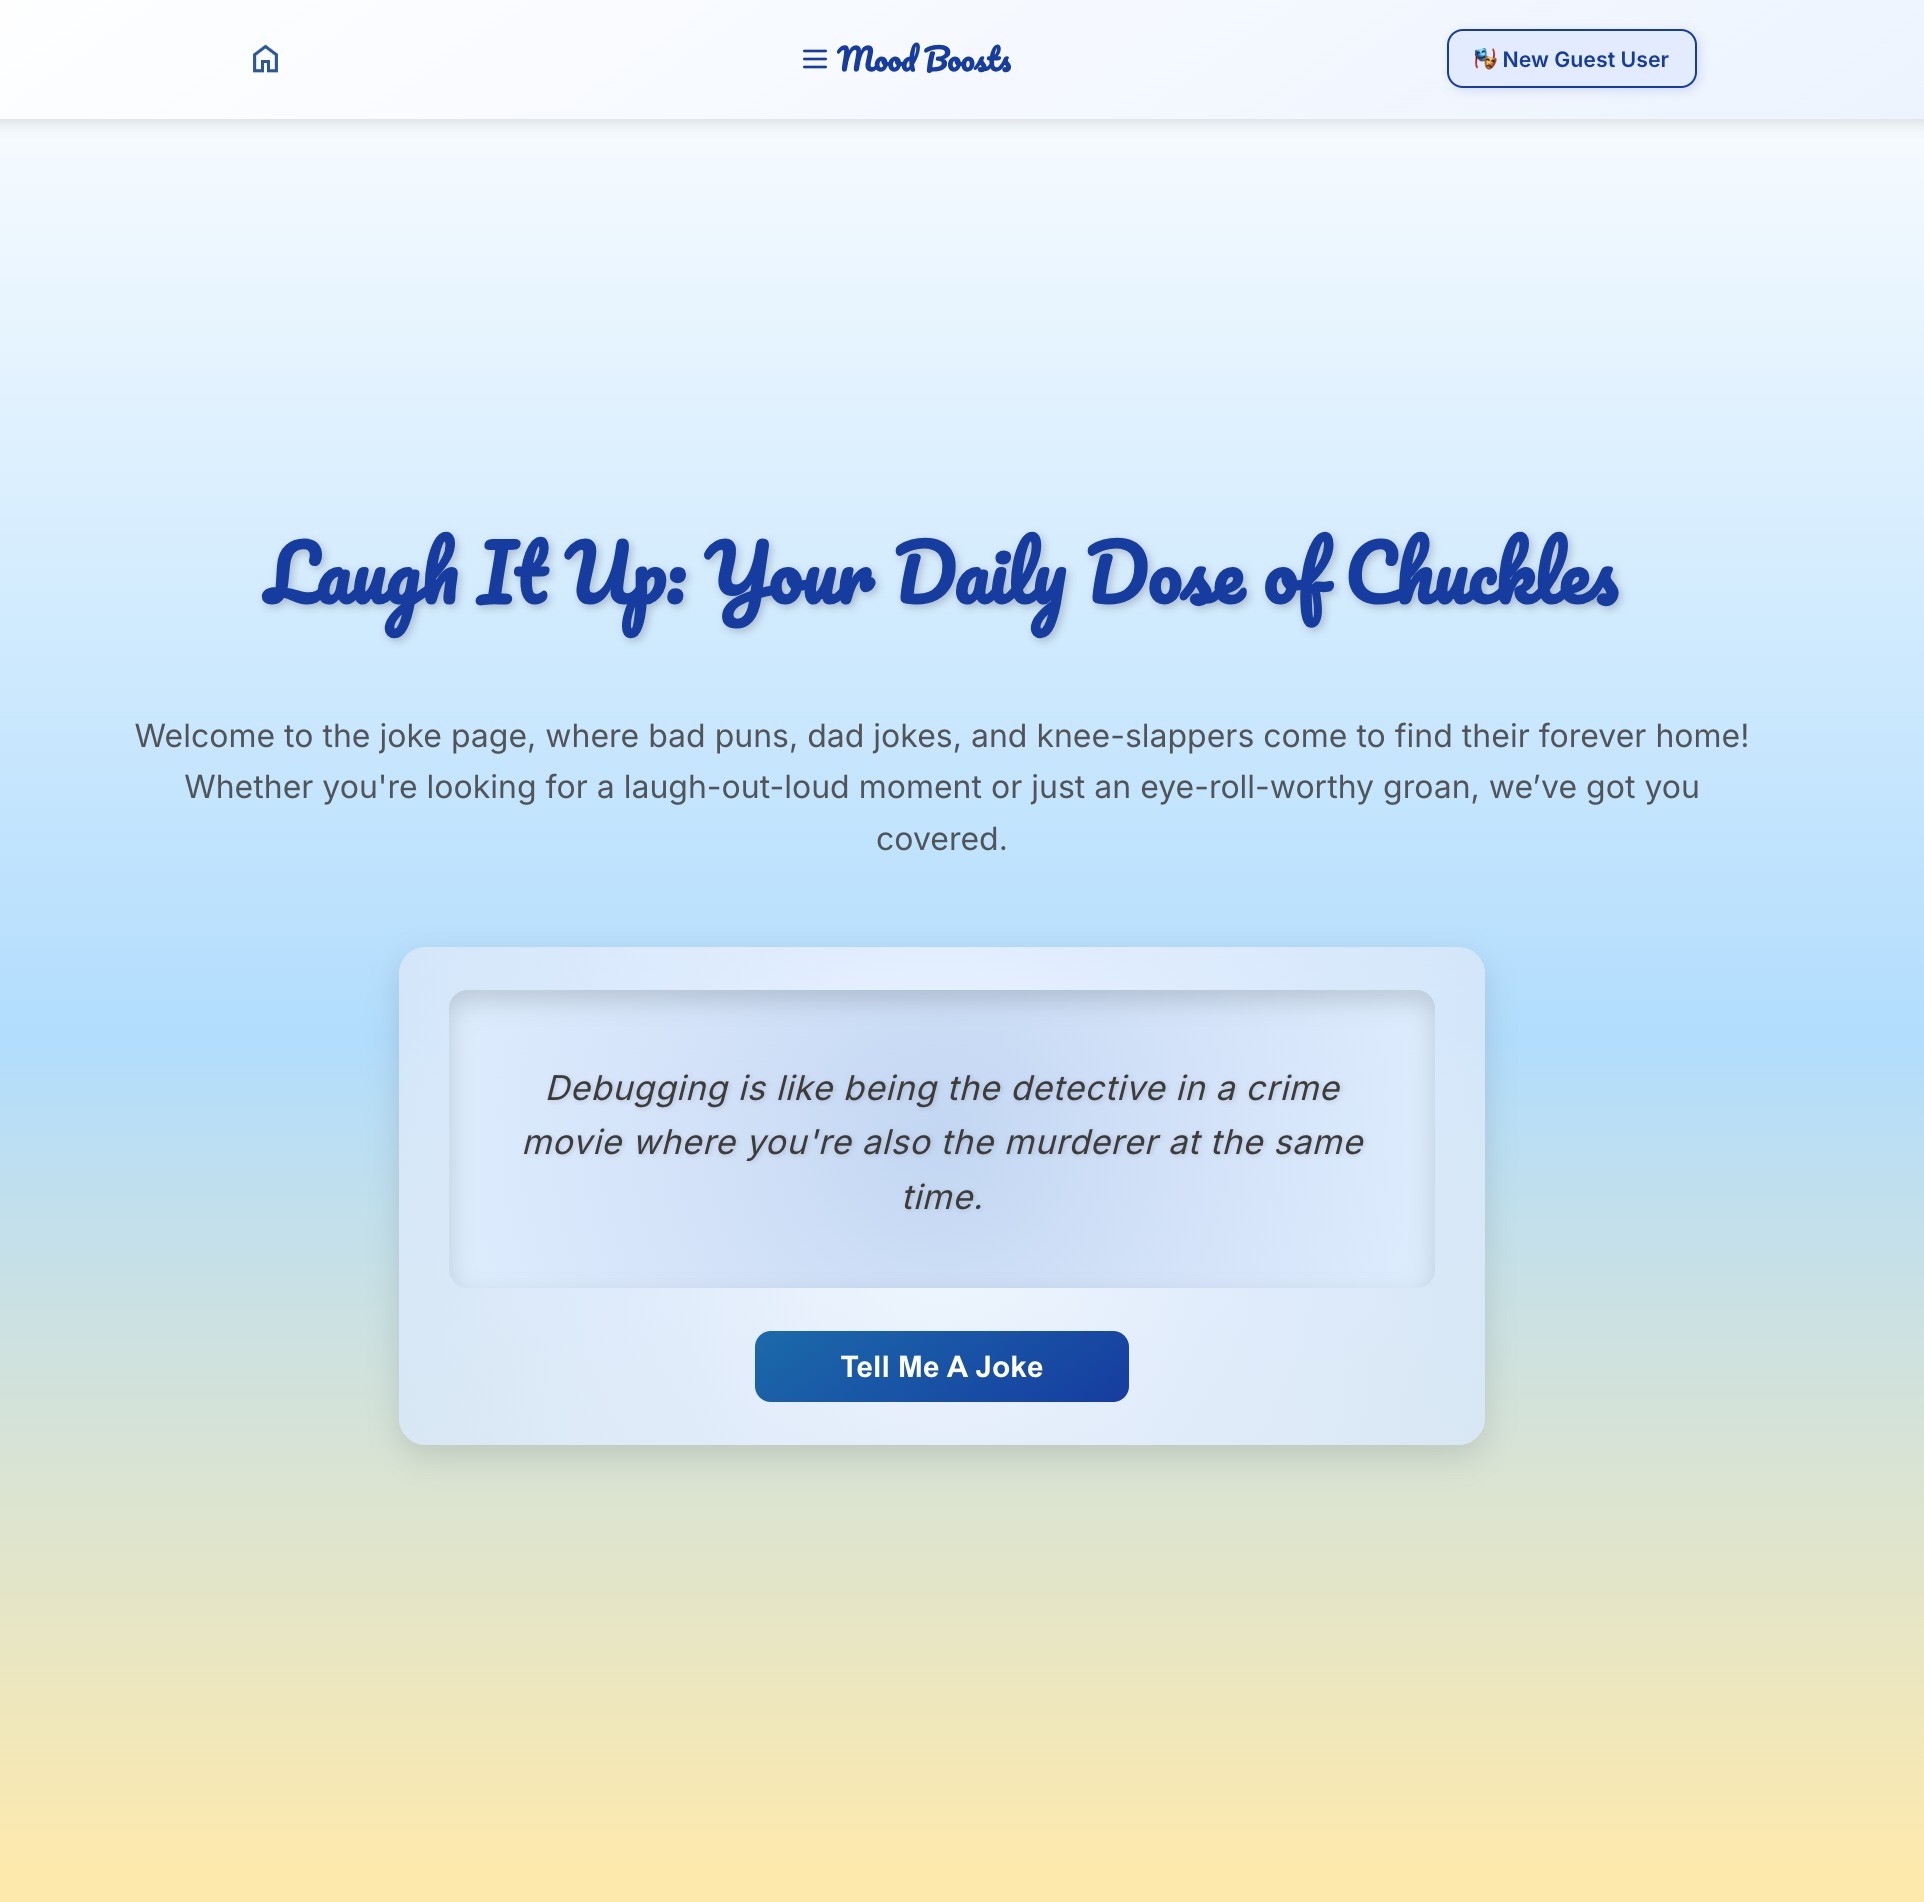 Mood Boosts
New Guest User
Laugh It Up: Your Daily Dose of Chuckles
Welcome to the joke page, where bad puns, dad jokes, and knee-slappers come to find their forever home!
Whether you're looking for a laugh-out-loud moment or just an eye-roll-worthy groan, we’ve got you
covered.
Debugging is like being the detective in a crime
movie where you're also the murderer at the same
time.
Tell Me A Joke